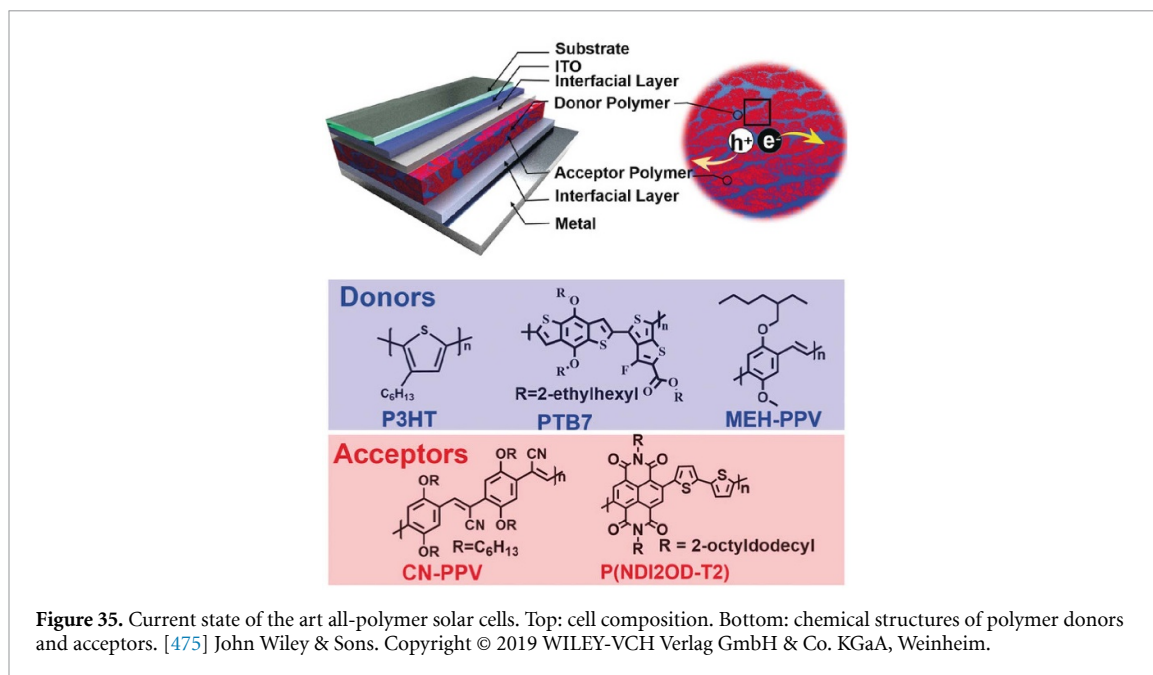 Substrate
ITO
Interfacial Layer
Donor Polymer
h+ e-
Acceptor Polymer
Interfacial Layer
Metal
Donors
S
n
C6H13
P3HT
R
O
S
S
S
n
S
O
R
F
O
O
R
R=2-ethylhexyl
PTB7
O
n
O
MEH-PPV
Acceptors
OR
CN
OR
n
CN
OR
OR
R=C6H13
CN-PPV
R
O N O
S
S
n
O N O
R
R = 2-octyldodecyl
P(NDI2OD-T2)
Figure 35. Current state of the art all-polymer solar cells. Top: cell composition. Bottom: chemical structures of polymer donors
and acceptors. [475] John Wiley & Sons. Copyright © 2019 WILEY-VCH Verlag GmbH & Co. KGaA, Weinheim.